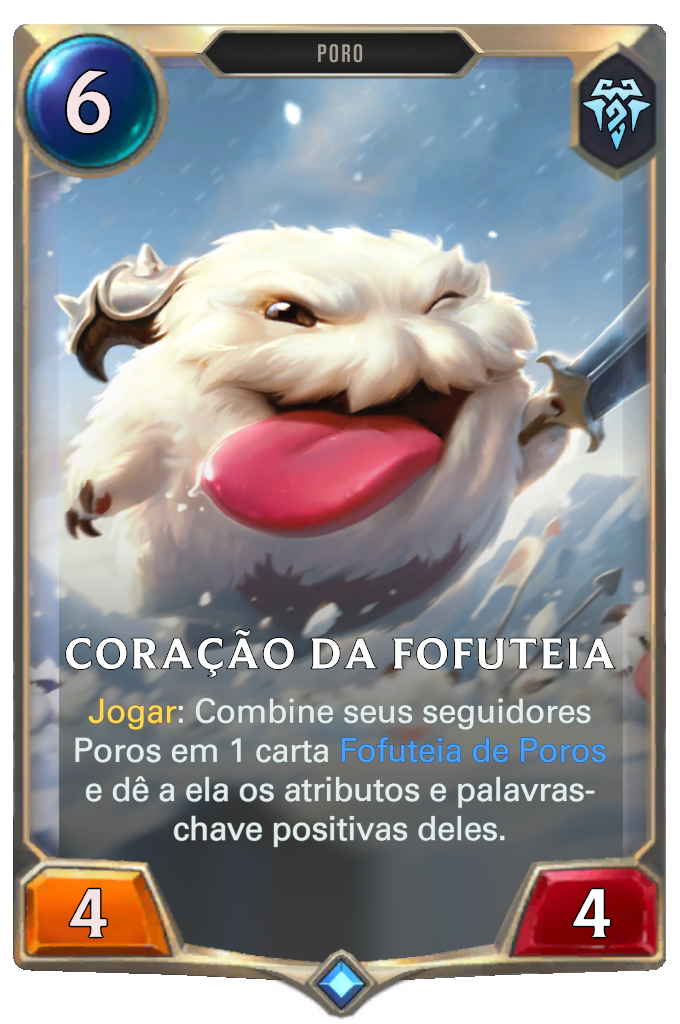 PORO
6
CORAÇÃO DA FOFUTEIA
Jogar: Combine seus seguidores
Poros em 1 carta Fofuteia de Poros
e dê a ela os atributos e palavras-
chave positivas deles.
4
4